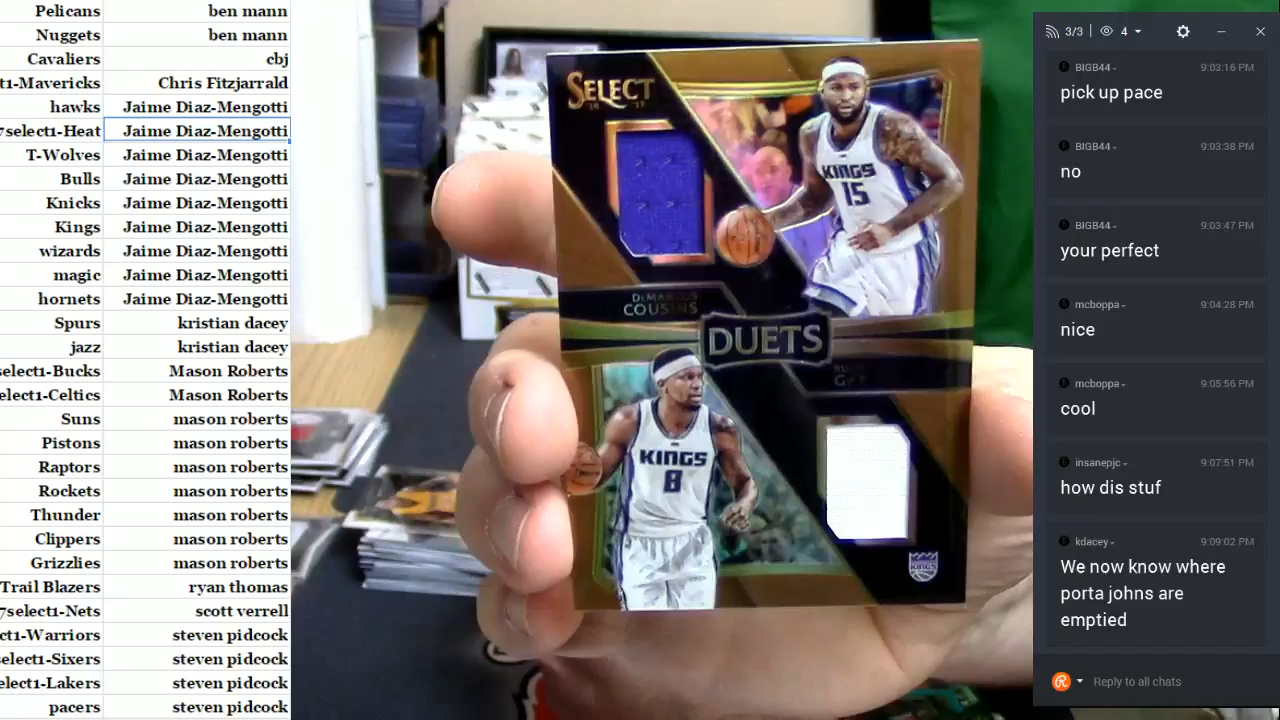 Pelicans ben mann
Nuggets ben mann
Cavaliers cbj
t1-Mavericks Chris Fitzjarrald
hawks Jaime Diaz-Mengotti
7select1-Heat Jaime Diaz-Mengotti
T-Wolves Jaime Diaz-Mengotti
Bulls Jaime Diaz-Mengotti
Knicks Jaime Diaz-Mengotti
Kings Jaime Diaz-Mengotti
wizards Jaime Diaz-Mengotti
magic Jaime Diaz-Mengotti
hornets Jaime Diaz-Mengotti
Spurs kristian dacey
jazz kristian dacey
select1-Bucks Mason Roberts
elect1-Celtics Mason Roberts
Suns mason roberts
Pistons mason roberts
Raptors mason roberts
Rockets mason roberts
Thunder mason roberts
Clippers mason roberts
Grizzlies mason roberts
Trail Blazers ryan thomas
7select1-Nets scott verrell
ct1-Warriors steven pidcock
select1-Sixers steven pidcock
elect1-Lakers steven pidcock
pacers steven pidcock
SELECT
KINGS
15
DEMARCUS
COUSINS
DUETS
KINGS
8
KINGS
3/3 4
BIGB44 9:03:16 PM
pick up pace
BIGB44 9:03:38 PM
no
BIGB44 9:03:47 PM
your perfect
mcboppa 9:04:28 PM
nice
mcboppa 9:05:56 PM
cool
insanepjc 9:07:51 PM
how dis stuf
kdacey 9:09:02 PM
We now know where
porta johns are
emptied
Reply to all chats